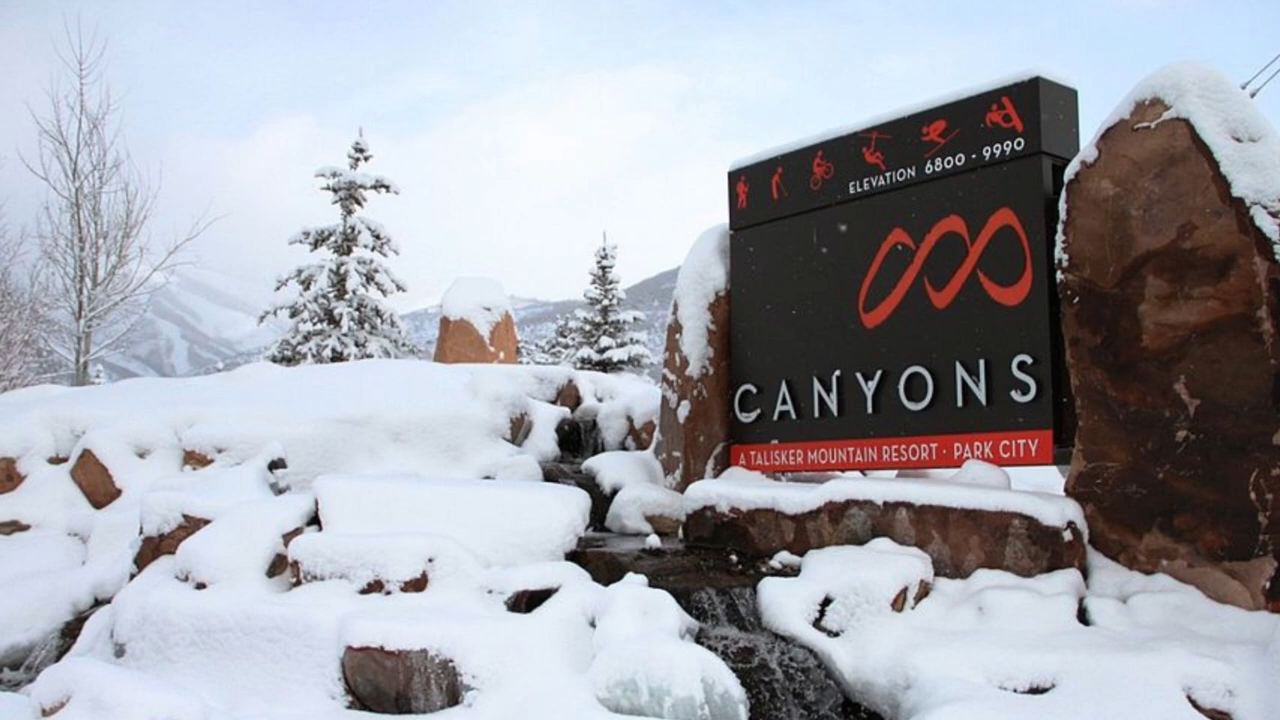 ELEVATION 6800 - 9990
CANYONS
A TALISKER MOUNTAIN RESORT · PARK CITY